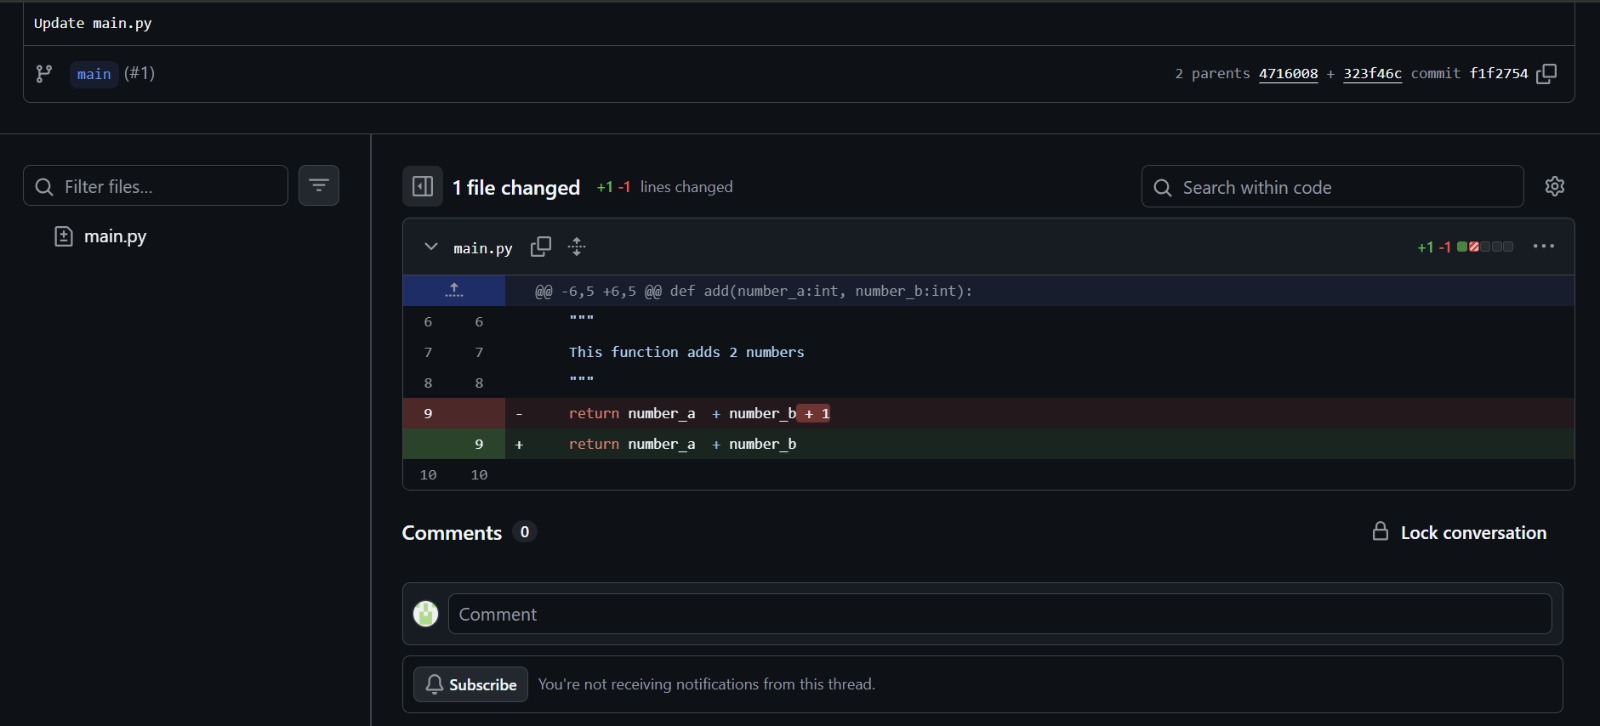 Update main.py
main (#1)
2 parents 4716008 + 323f46c commit f1f2754
Filter files...
main.py
1 file changed +1 -1 lines changed
Search within code
main.py
+1 -1
@@ -6,5 +6,5 @@ def add(number_a:int, number_b:int):
6 6 """
7 7 This function adds 2 numbers
8 8 """
9 - return number_a  + number_b + 1
9 + return number_a  + number_b
10 10
Comments 0
Lock conversation
Comment
Subscribe You're not receiving notifications from this thread.